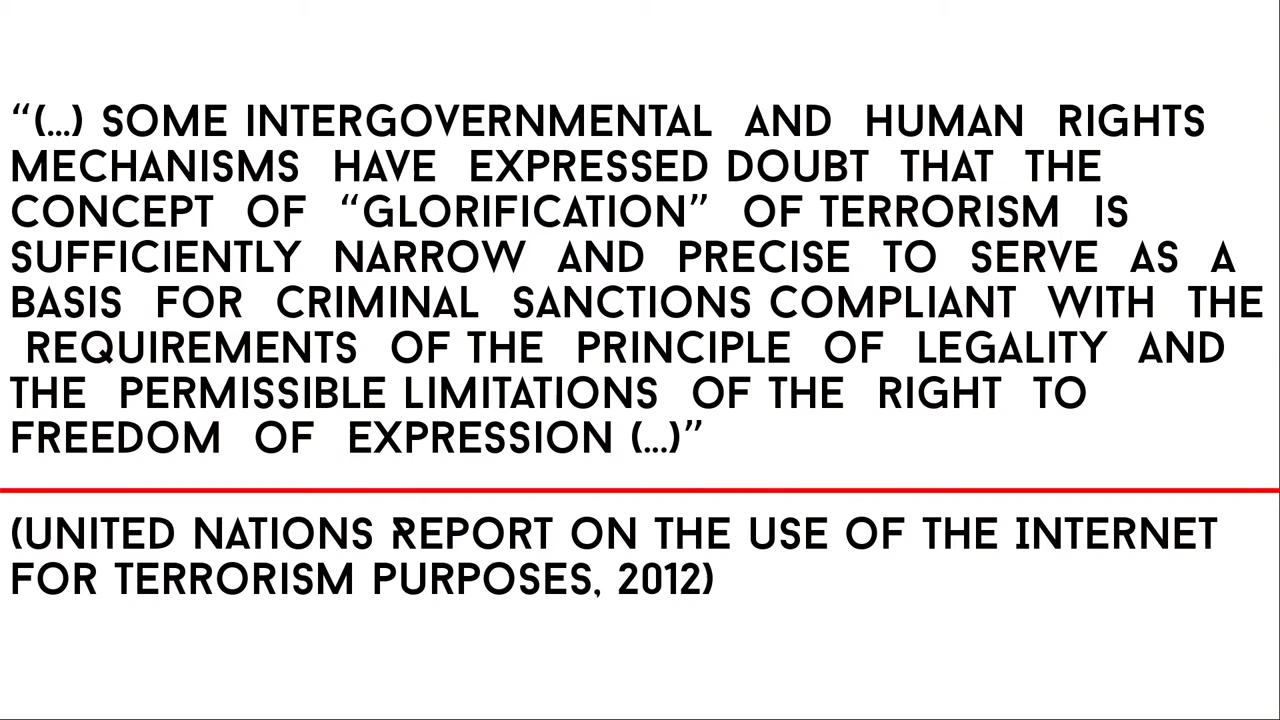 “(...) SOME INTERGOVERNMENTAL AND HUMAN RIGHTS
MECHANISMS HAVE EXPRESSED DOUBT THAT THE
CONCEPT OF “GLORIFICATION” OF TERRORISM IS
SUFFICIENTLY NARROW AND PRECISE TO SERVE AS A
BASIS FOR CRIMINAL SANCTIONS COMPLIANT WITH THE
REQUIREMENTS OF THE PRINCIPLE OF LEGALITY AND
THE PERMISSIBLE LIMITATIONS OF THE RIGHT TO
FREEDOM OF EXPRESSION (...)”
(UNITED NATIONS REPORT ON THE USE OF THE INTERNET
FOR TERRORISM PURPOSES, 2012)